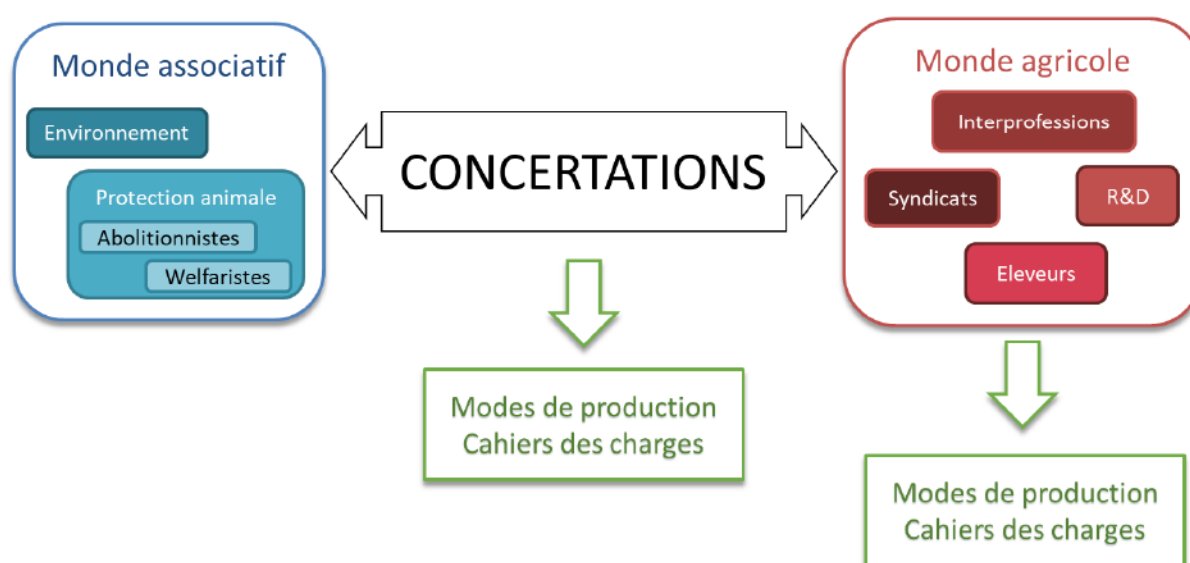 Monde associatif
Environnement
Protection animale
Abolitionnistes
Welfaristes
CONCERTATIONS
Monde agricole
Interprofessions
Syndicats
R&D
Eleveurs
Modes de production
Cahiers des charges
Modes de production
Cahiers des charges